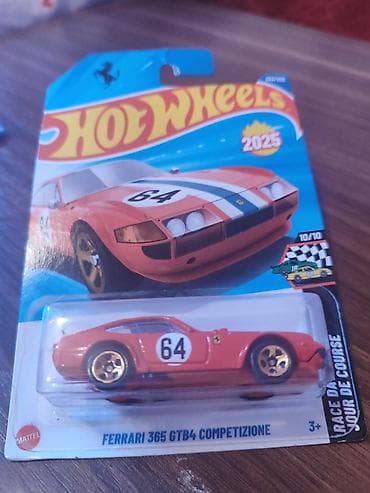 HOT WHEELS
2025
64
10/10
64
RACE DAY
JOUR DE COURSE
MATTEL
FERRARI 365 GTB4 COMPETIZIONE
3+